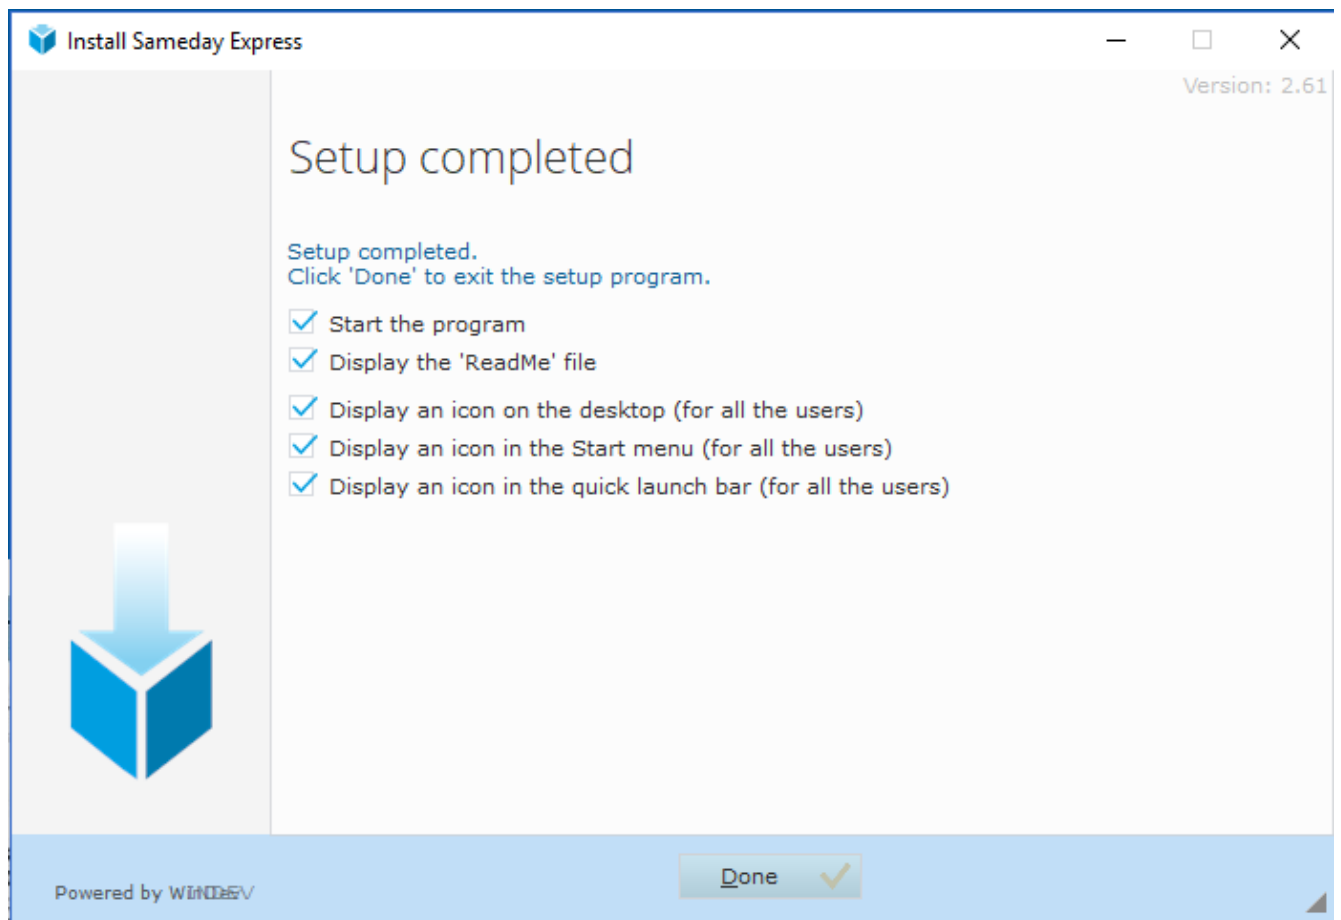 Install Sameday Express
Version: 2.61
Setup completed
Setup completed.
Click 'Done' to exit the setup program.
Start the program
Display the 'ReadMe' file
Display an icon on the desktop (for all the users)
Display an icon in the Start menu (for all the users)
Display an icon in the quick launch bar (for all the users)
Done
Powered by